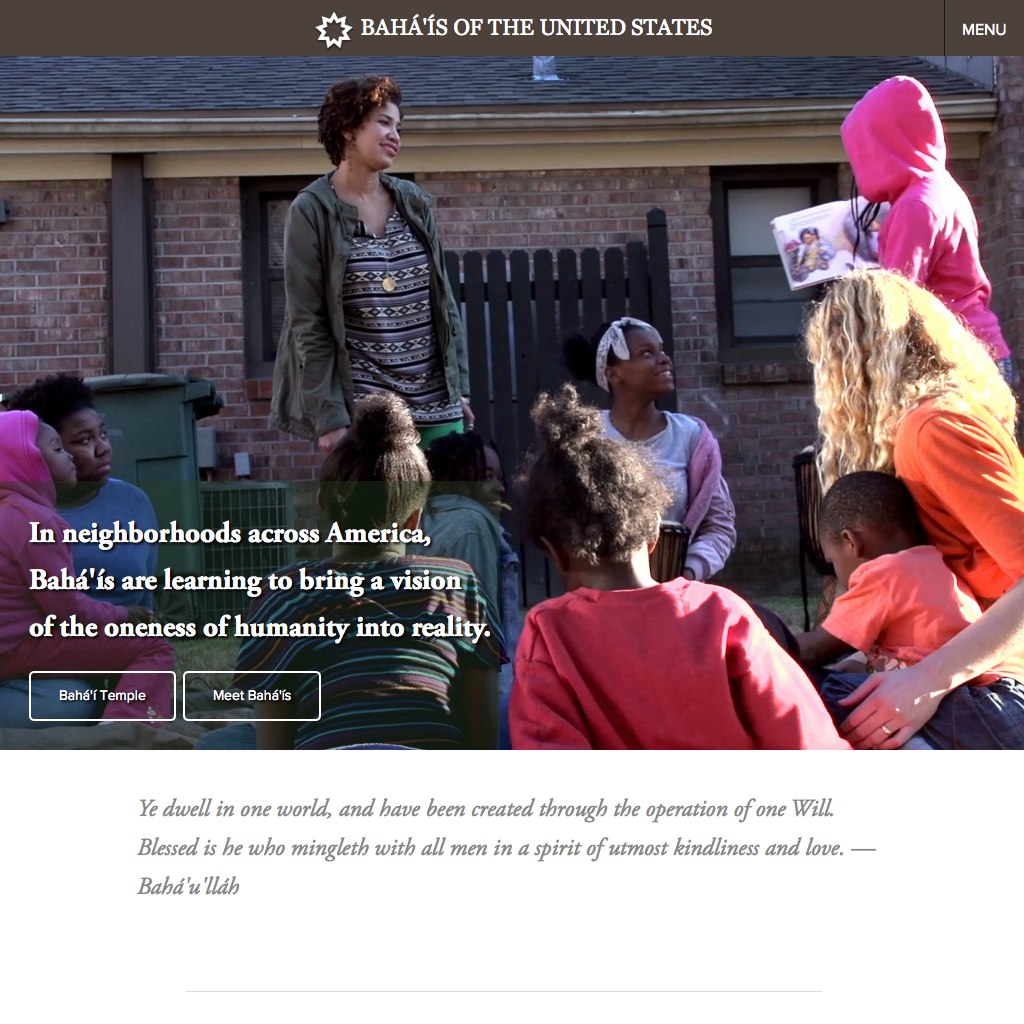 BAHÁ'ÍS OF THE UNITED STATES
MENU
In neighborhoods across America,
Bahá'ís are learning to bring a vision
of the oneness of humanity into reality.
Bahá'í Temple
Meet Bahá'ís
Ye dwell in one world, and have been created through the operation of one Will.
Blessed is he who mingleth with all men in a spirit of utmost kindliness and love. —
Bahá'u'lláh